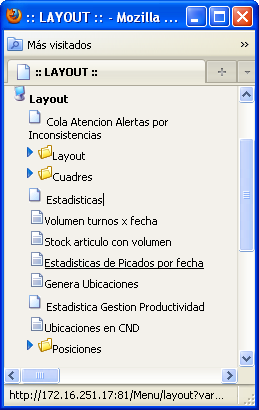 :: LAYOUT :: - Mozilla ...
Más visitados
:: LAYOUT ::
Layout
Cola Atencion Alertas por
Inconsistencias
Layout
Cuadres
Estadisticas
Volumen turnos x fecha
Stock articulo con volumen
Estadisticas de Picados por fecha
Genera Ubicaciones
Estadistica Gestion Productividad
Ubicaciones en CND
Posiciones
http://172.16.251.17:81/Menu/layout?var...